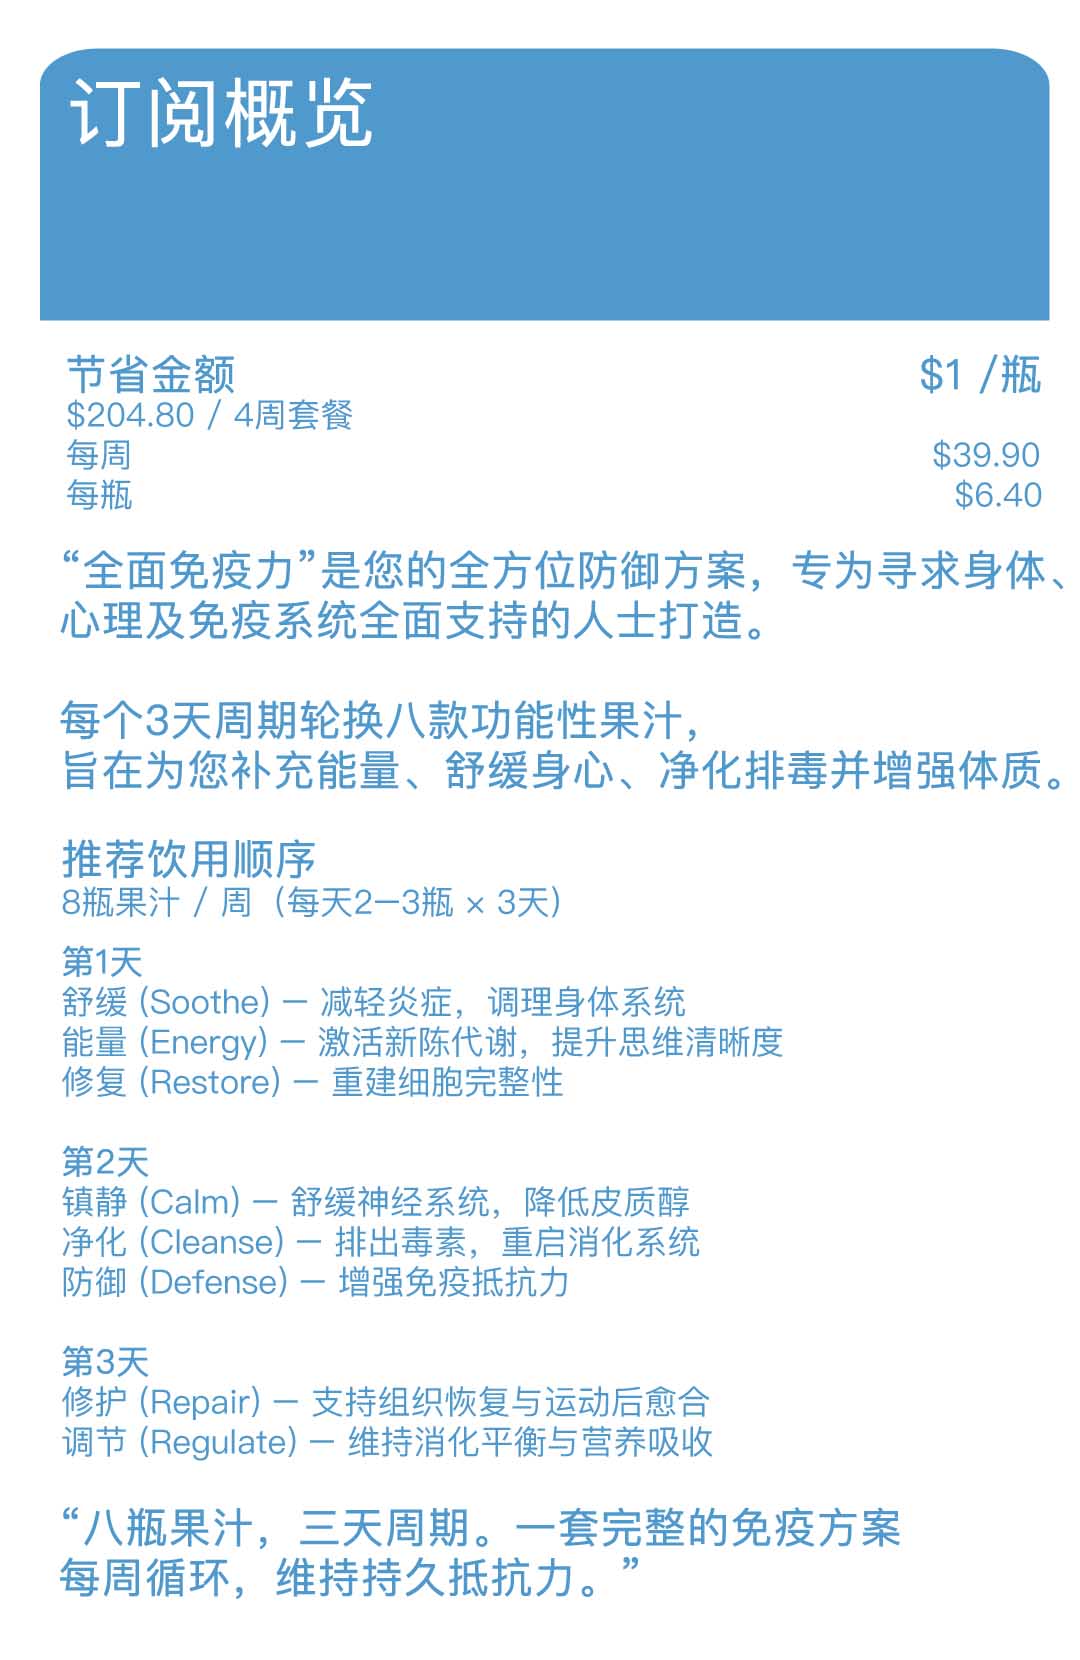 订阅概览
节省金额 $1 /瓶
$204.80 / 4周套餐
每周 $39.90
每瓶 $6.40
“全面免疫力”是您的全方位防御方案，专为寻求身体、
心理及免疫系统全面支持的人士打造。
每个3天周期轮换八款功能性果汁，
旨在为您补充能量、舒缓身心、净化排毒并增强体质。
推荐饮用顺序
8瓶果汁 / 周（每天2–3瓶 × 3天）
第1天
舒缓 (Soothe) – 减轻炎症，调理身体系统
能量 (Energy) – 激活新陈代谢，提升思维清晰度
修复 (Restore) – 重建细胞完整性
第2天
镇静 (Calm) – 舒缓神经系统，降低皮质醇
净化 (Cleanse) – 排出毒素，重启消化系统
防御 (Defense) – 增强免疫抵抗力
第3天
修护 (Repair) – 支持组织恢复与运动后愈合
调节 (Regulate) – 维持消化平衡与营养吸收
“八瓶果汁，三天周期。一套完整的免疫方案
每周循环，维持持久抵抗力。”